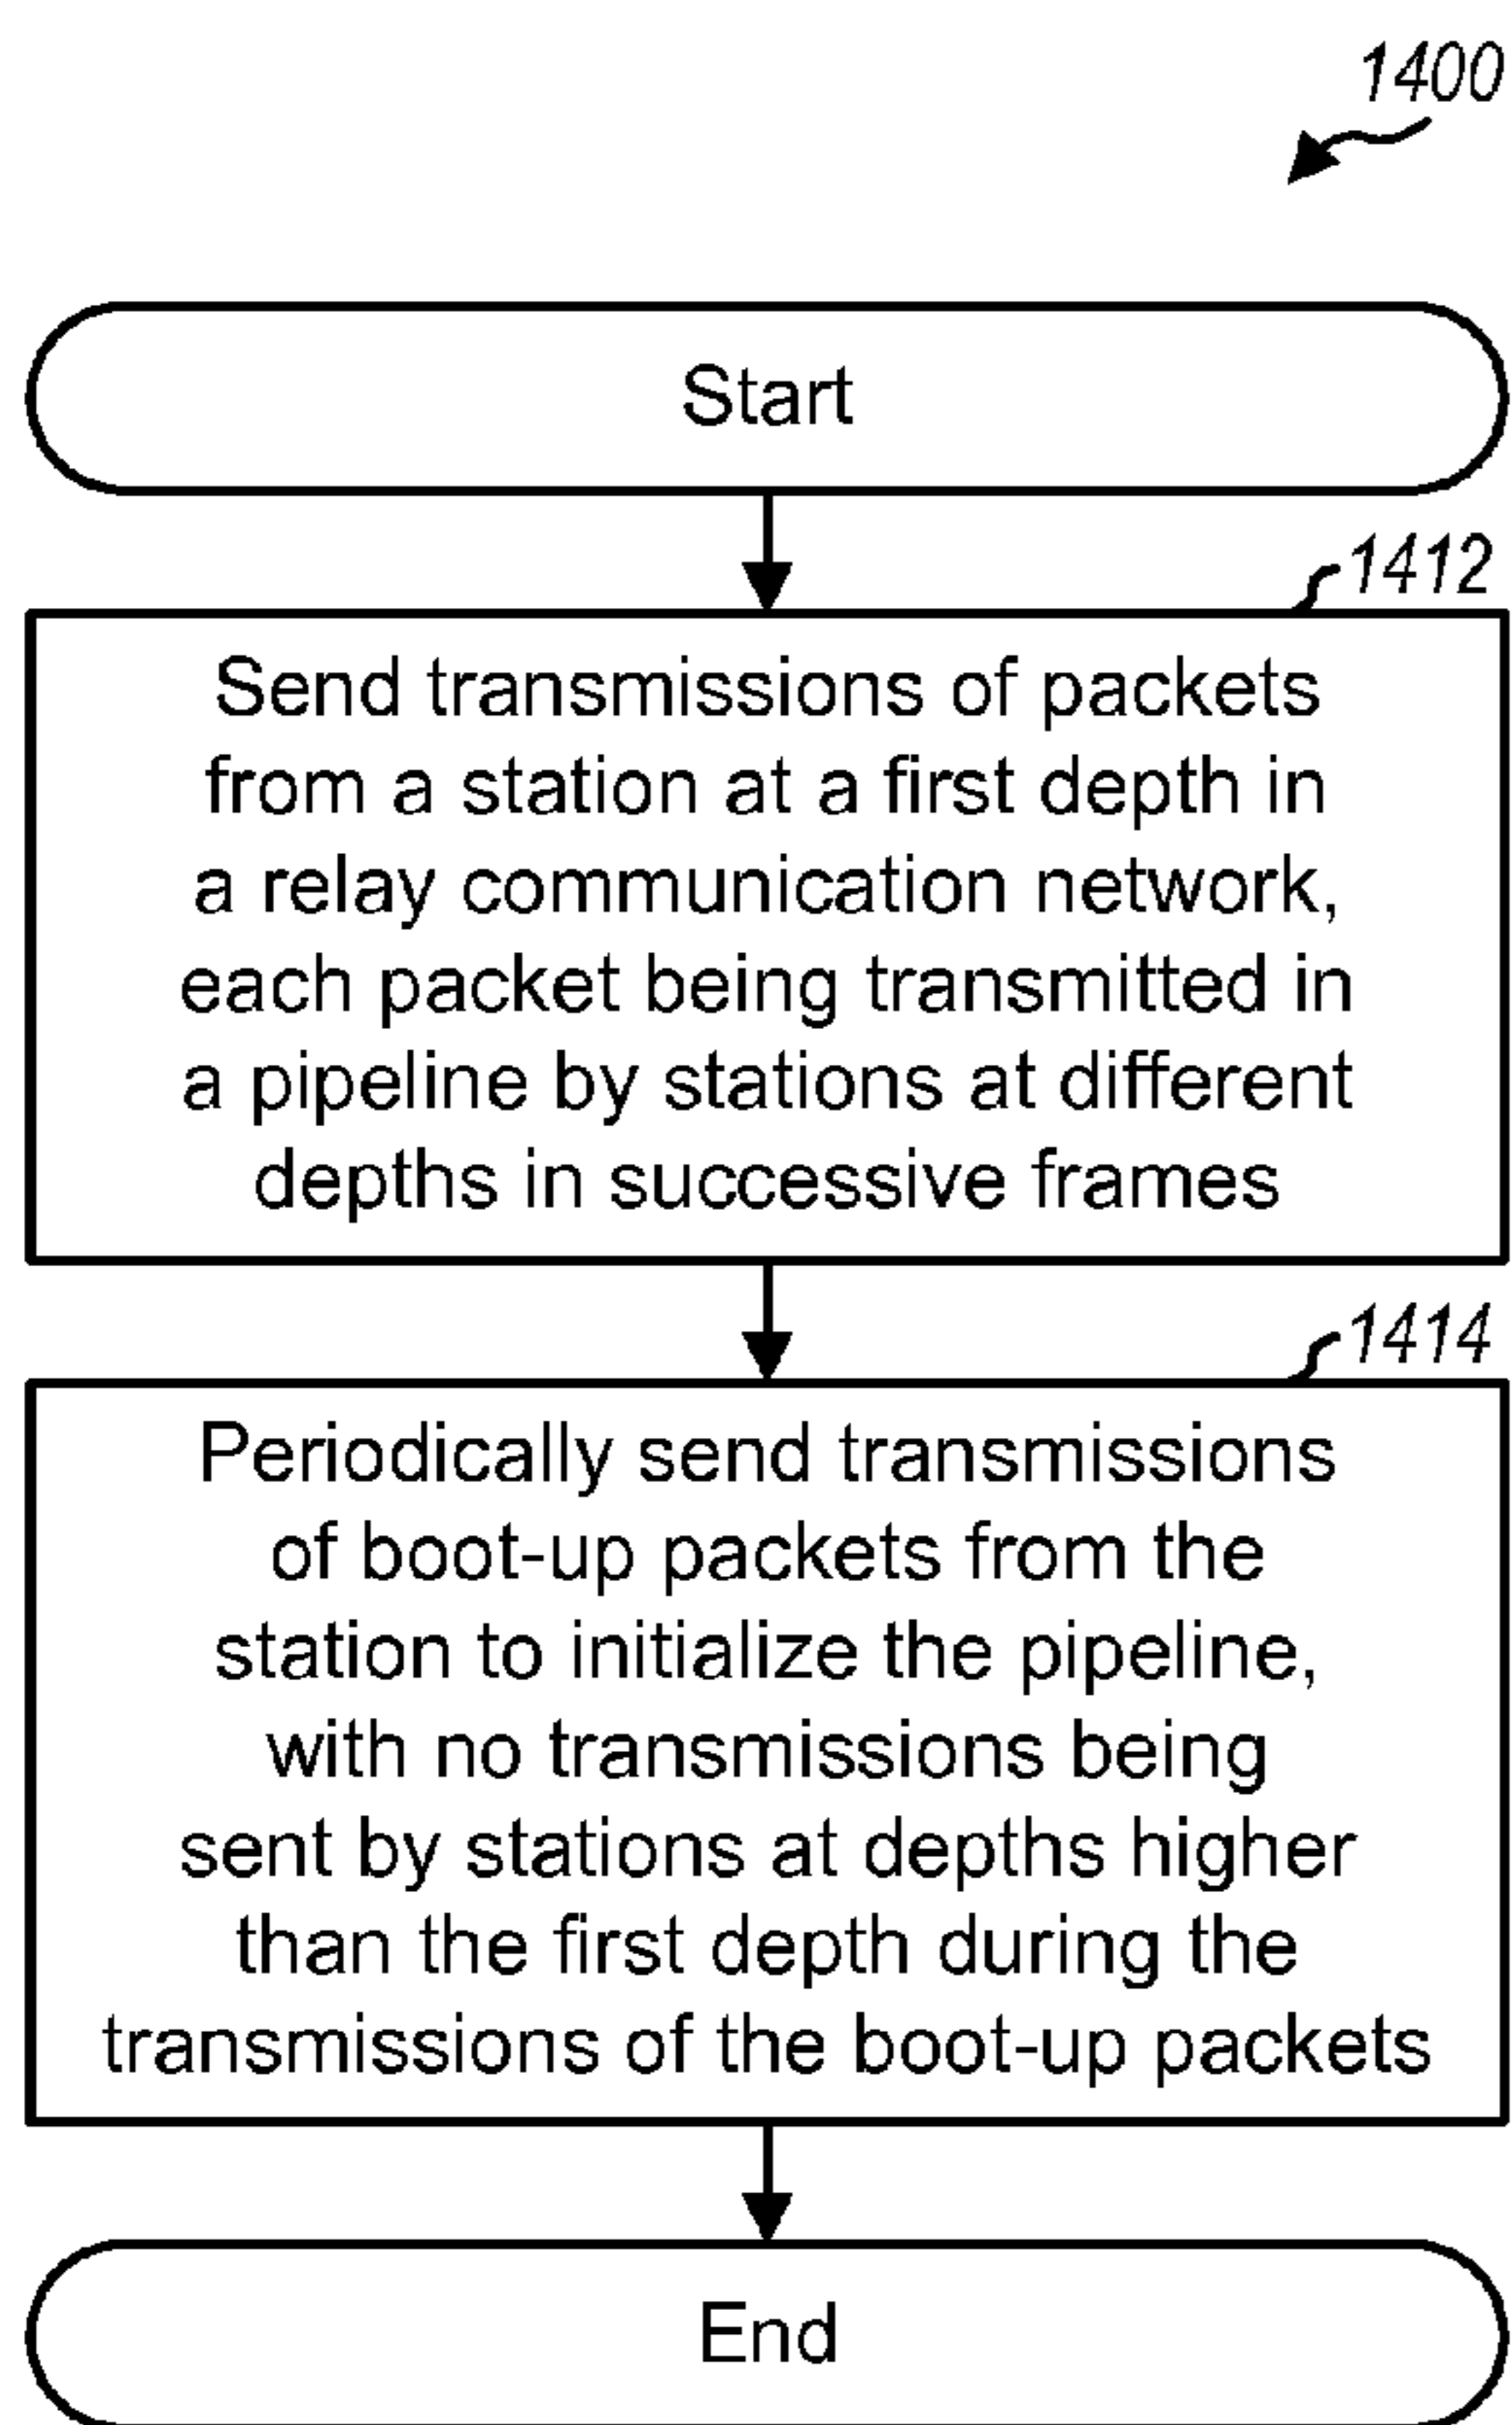 1400
Start
1412
Send transmissions of packets
from a station at a first depth in
a relay communication network,
each packet being transmitted in
a pipeline by stations at different
depths in successive frames
1414
Periodically send transmissions
of boot-up packets from the
station to initialize the pipeline,
with no transmissions being
sent by stations at depths higher
than the first depth during the
transmissions of the boot-up packets
End